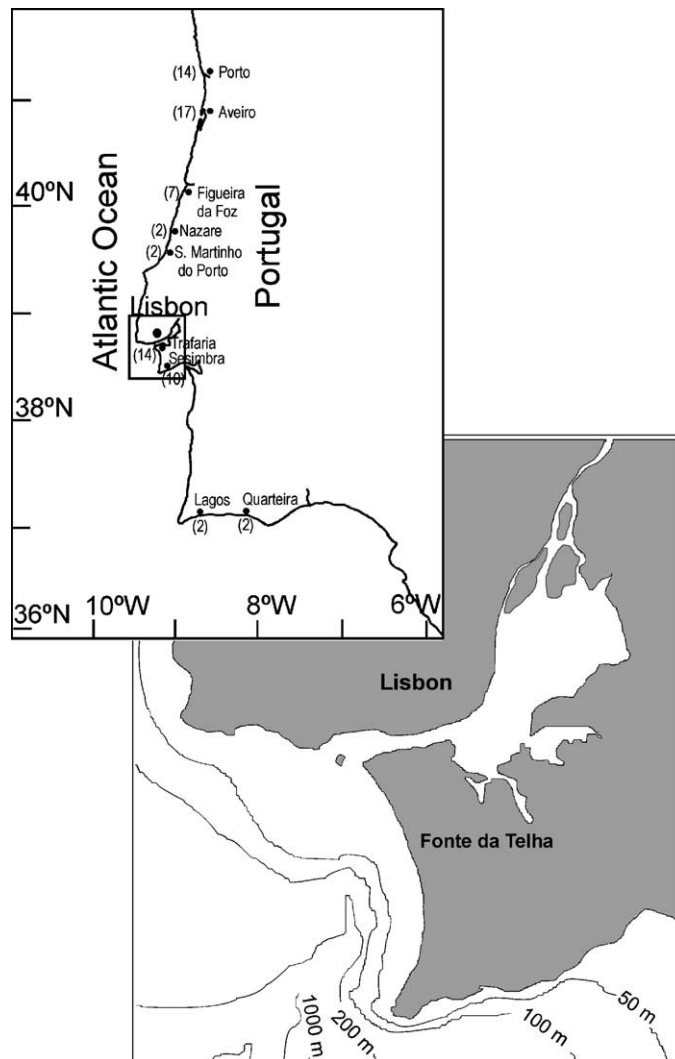 (14) Porto
(17) Aveiro
40ºN
(7) Figueira
da Foz
(2) Nazare
(2) S. Martinho
do Porto
Atlantic Ocean
Portugal
Lisbon
Trafaria
(14)
Sesimbra
(10)
38ºN
Lagos
(2)
Quarteira
(2)
36ºN
10ºW
8ºW
6ºW
Lisbon
Fonte da Telha
1000 m
200 m
100 m
50 m